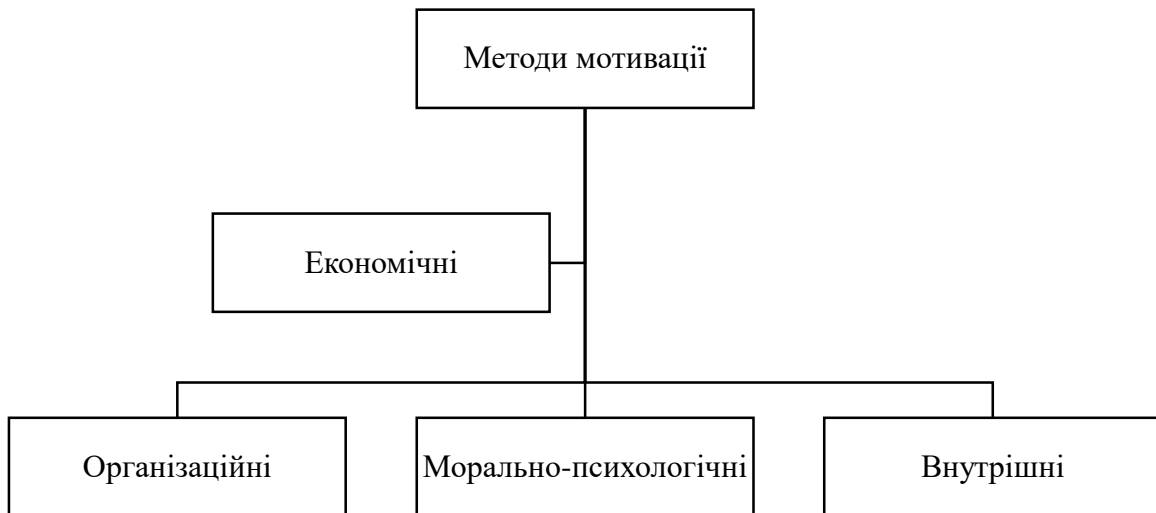 Методи мотивації
Економічні
Організаційні
Морально-психологічні
Внутрішні